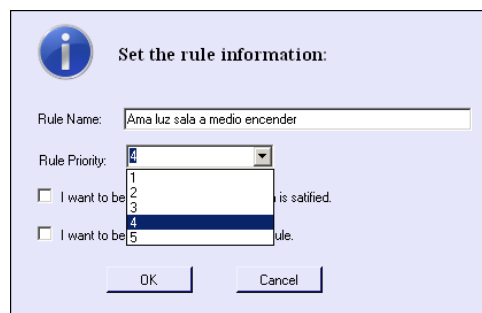 Set the rule information:
Rule Name: Ama luz sala a medio encender
Rule Priority: 4
1
I want to be 2 is satified.
3
4
I want to be 5 ule.
OK Cancel